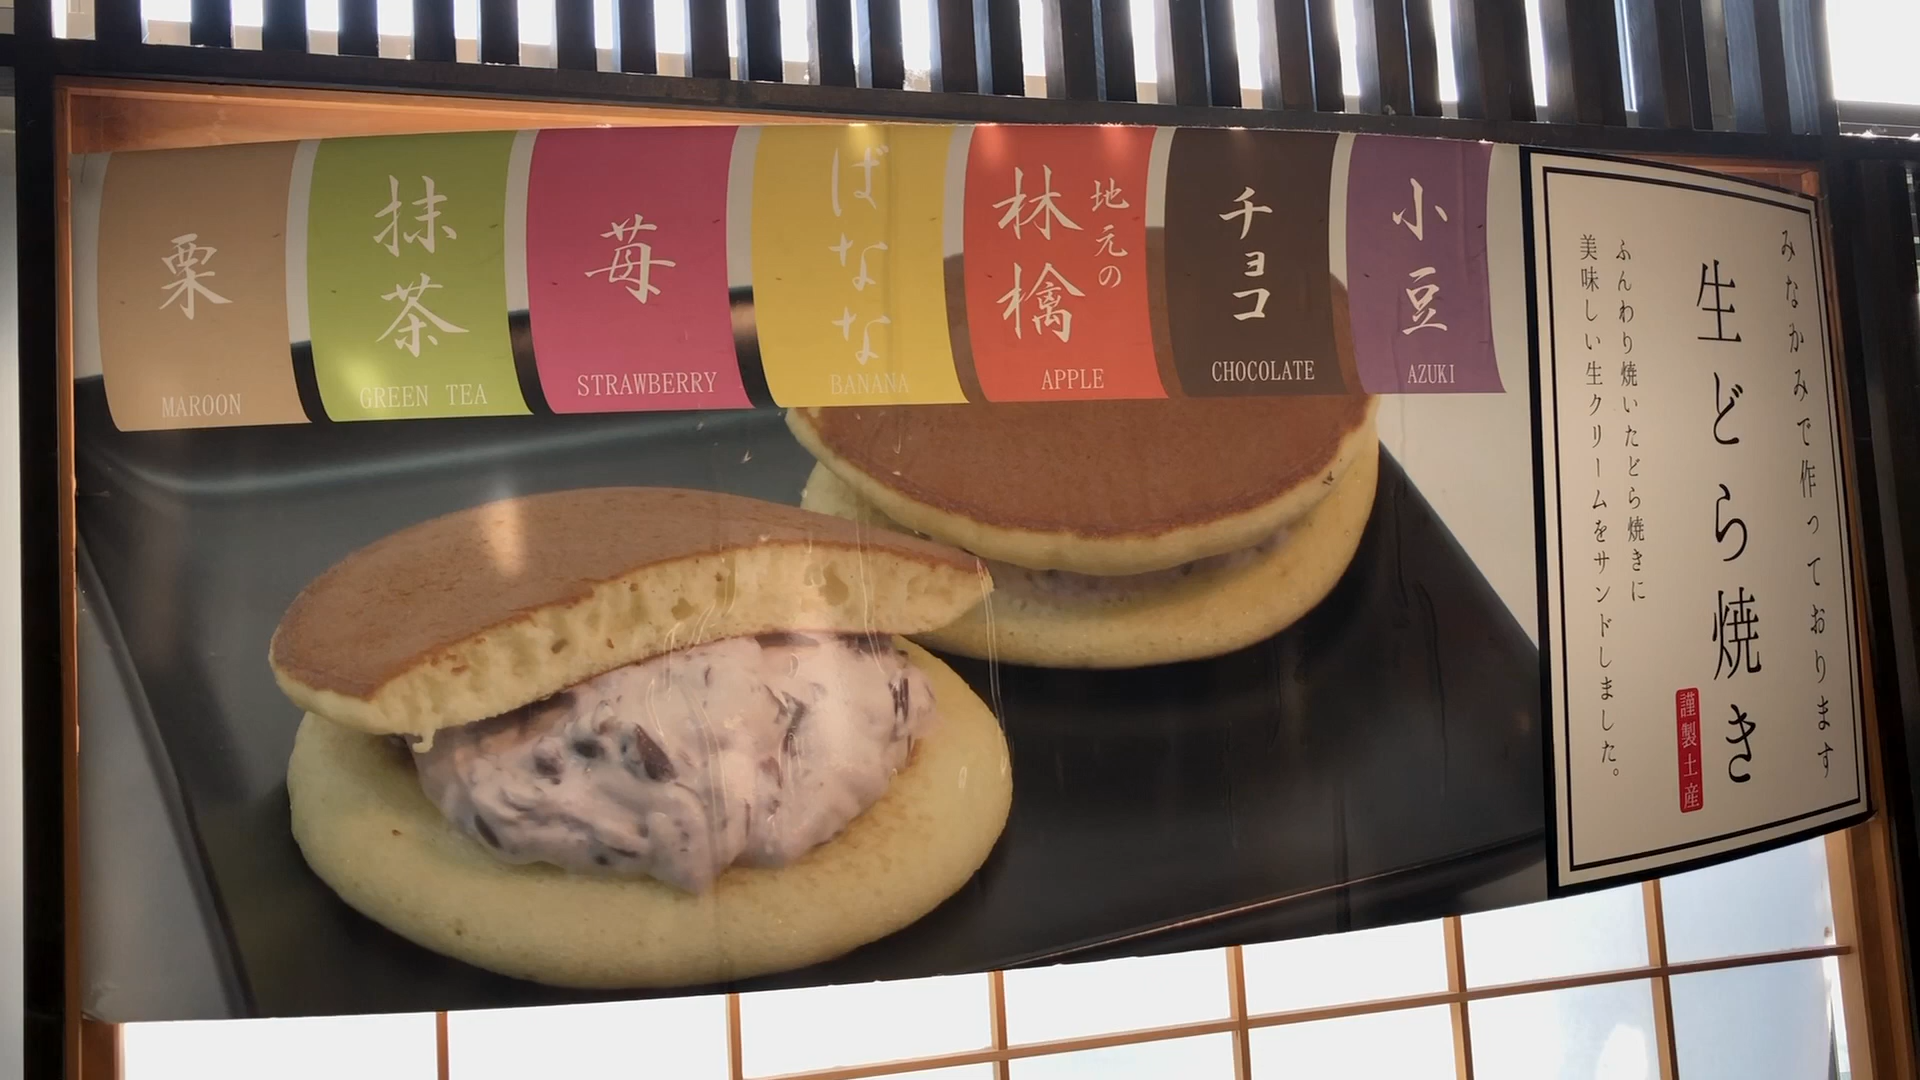 みなかみで作っております
生どら焼き
謹製土産
ふんわり焼いたどら焼きに
美味しい生クリームをサンドしました。
小豆
AZUKI
チョコ
CHOCOLATE
地元の
林檎
APPLE
ばなな
BANANA
苺
STRAWBERRY
抹茶
GREEN TEA
栗
MAROON